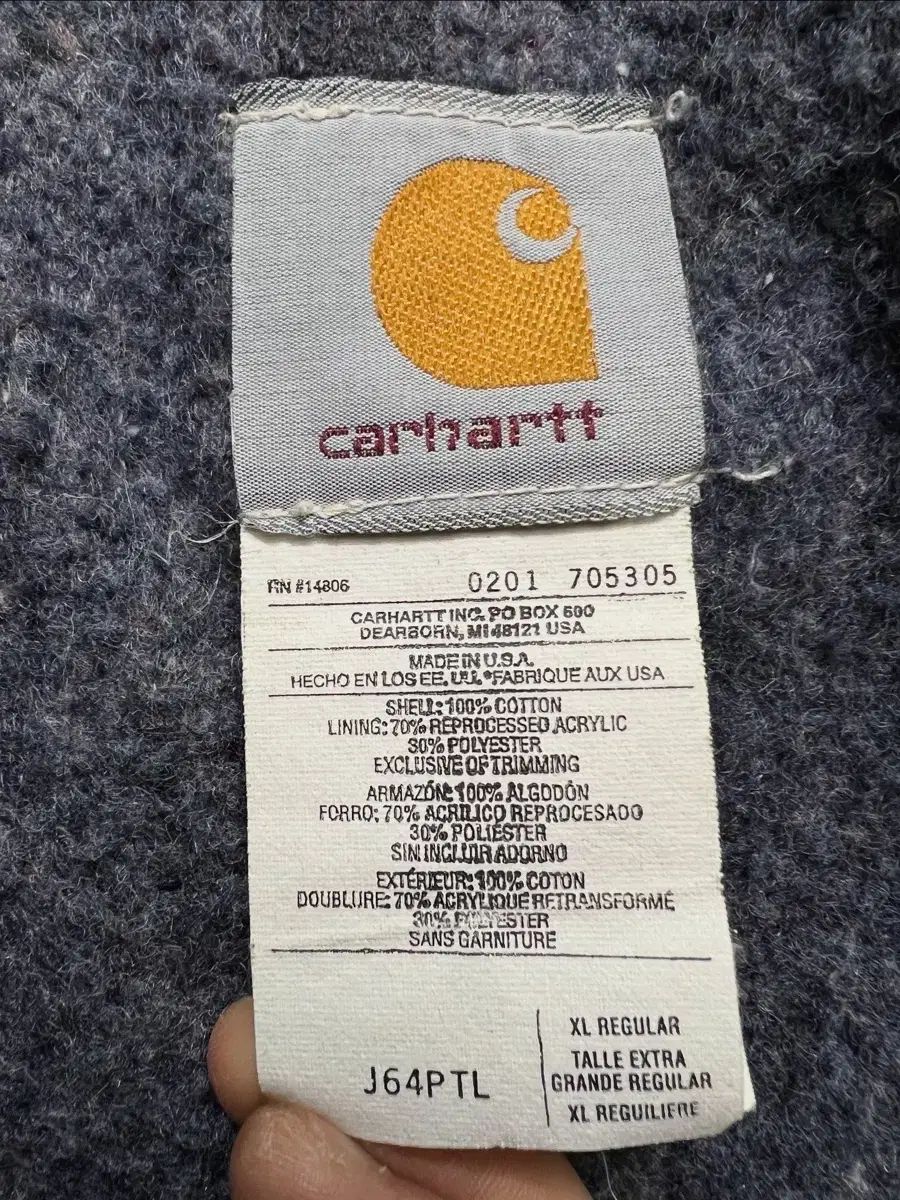 carhartt
RN #14806 0201 705305
CARHARTT INC. PO BOX 600
DEARBORN, MI 48121 USA
MADE IN U.S.A.
HECHO EN LOS EE. UU. • FABRIQUE AUX USA
SHELL: 100% COTTON
LINING: 70% REPROCESSED ACRYLIC
30% POLYESTER
EXCLUSIVE OF TRIMMING
ARMAZÓN: 100% ALGODÓN
FORRO: 70% ACRILICO REPROCESADO
30% POLIÉSTER
SIN INCLUIR ADORNO
EXTÉRIEUR: 100% COTON
DOUBLURE: 70% ACRYLIQUE RETRANSFORMÉ
30% POLYESTER
SANS GARNITURE
J64PTL
XL REGULAR
TALLE EXTRA
GRANDE REGULAR
XL REGUILIERE